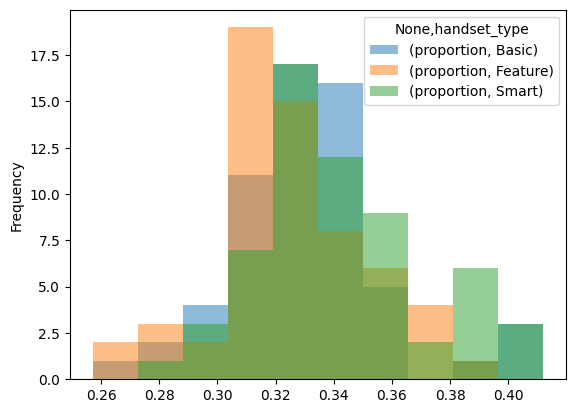 None,handset_type
(proportion, Basic)
(proportion, Feature)
(proportion, Smart)
Frequency
17.5
15.0
12.5
10.0
7.5
5.0
2.5
0.0
0.26 0.28 0.30 0.32 0.34 0.36 0.38 0.40